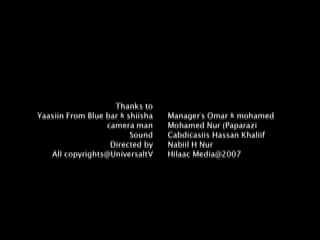 Thanks to
Yaasiin From Blue bar & shiisha Manager's Omar & mohamed
camera man Mohamed Nur (Paparazi
Sound Cabdicasiis Hassan Khaliif
Directed by Nabiil H Nur
All copyrights@UniversaltV Hilaac Media@2007